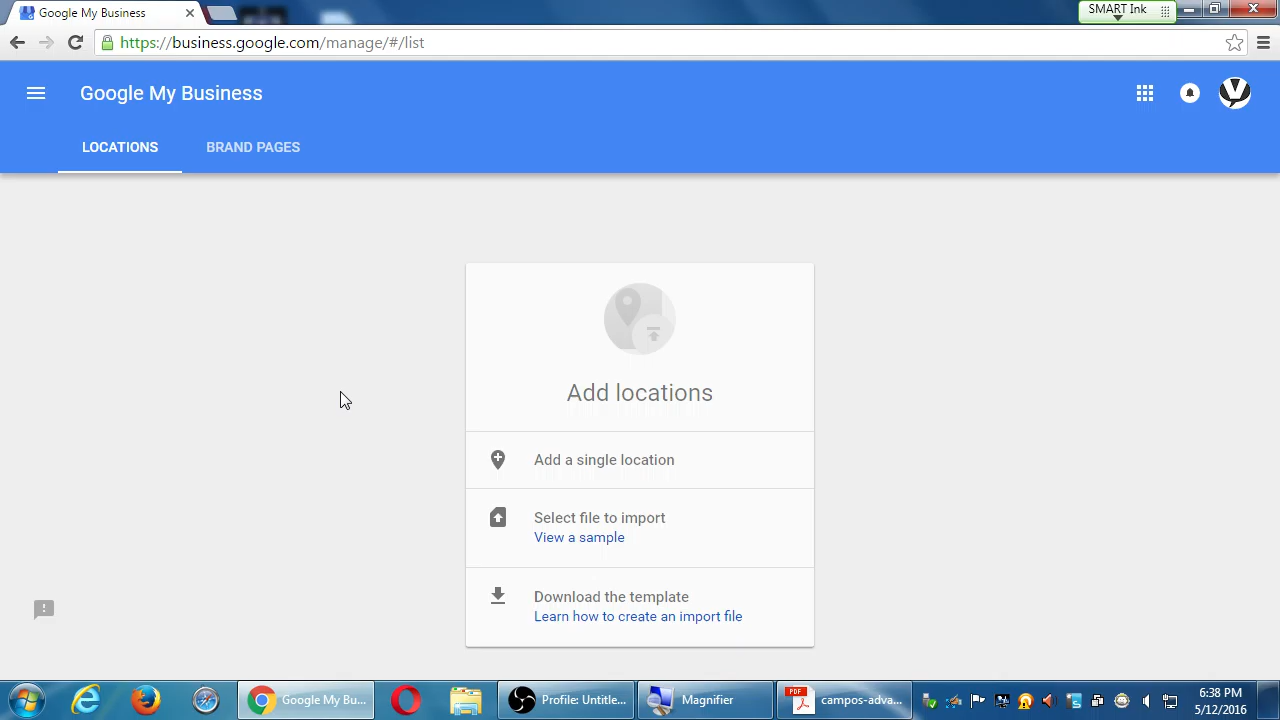 Google My Business
SMART Ink
https://business.google.com/manage/#/list
Google My Business
LOCATIONS
BRAND PAGES
Add locations
Add a single location
Select file to import
View a sample
Download the template
Learn how to create an import file
Google My Bu...
Profile: Untitle...
Magnifier
PDF
campos-adva...
6:38 PM
5/12/2016